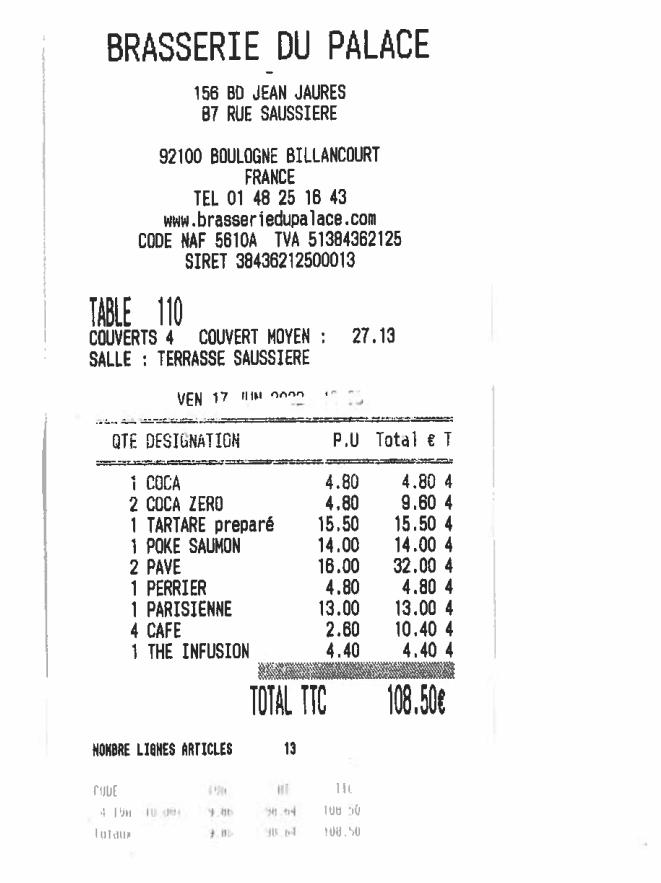 BRASSERIE DU PALACE
-
156 BD JEAN JAURES
87 RUE SAUSSIERE
92100 BOULOGNE BILLANCOURT
FRANCE
TEL 01 48 25 16 43
www.brasseriedupalace.com
CODE NAF 5610A TVA 51384362125
SIRET 38436212500013
TABLE 110
COUVERTS 4 COUVERT MOYEN : 27.13
SALLE : TERRASSE SAUSSIERE
VEN 17 JUN 2022
QTE DESIGNATION P.U Total € T
1 COCA 4.80 4.80 4
2 COCA ZERO 4.80 9.60 4
1 TARTARE preparé 15.50 15.50 4
1 POKE SAUMON 14.00 14.00 4
2 PAVE 16.00 32.00 4
1 PERRIER 4.80 4.80 4
1 PARISIENNE 13.00 13.00 4
4 CAFE 2.60 10.40 4
1 THE INFUSION 4.40 4.40 4
TOTAL TTC 108.50€
NOMBRE LIGNES ARTICLES 13
CODE TVA HT TTC
4 TVA 9.86 98.64 108.50
Totaux 9.86 98.64 108.50